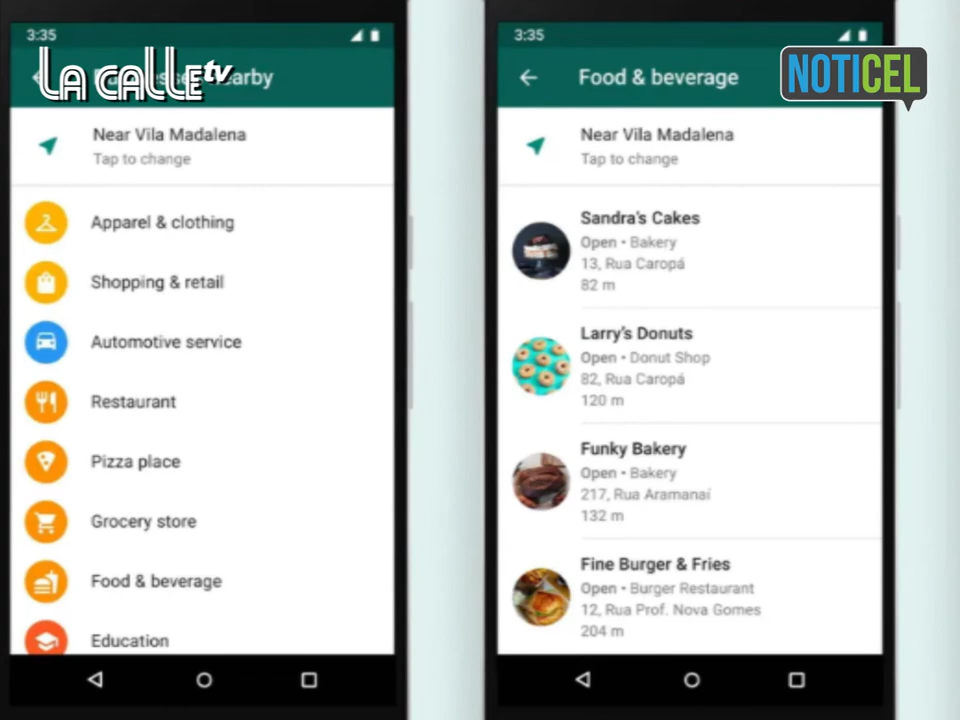 3:35
LA CALLE tv
Nearby
Near Vila Madalena
Tap to change
Apparel & clothing
Shopping & retail
Automotive service
Restaurant
Pizza place
Grocery store
Food & beverage
Education
3:35
NOTICEL
Food & beverage
Near Vila Madalena
Tap to change
Sandra's Cakes
Open • Bakery
13, Rua Caropá
82 m
Larry's Donuts
Open • Donut Shop
82, Rua Caropá
120 m
Funky Bakery
Open • Bakery
217, Rua Aramanaí
132 m
Fine Burger & Fries
Open • Burger Restaurant
12, Rua Prof. Nova Gomes
204 m